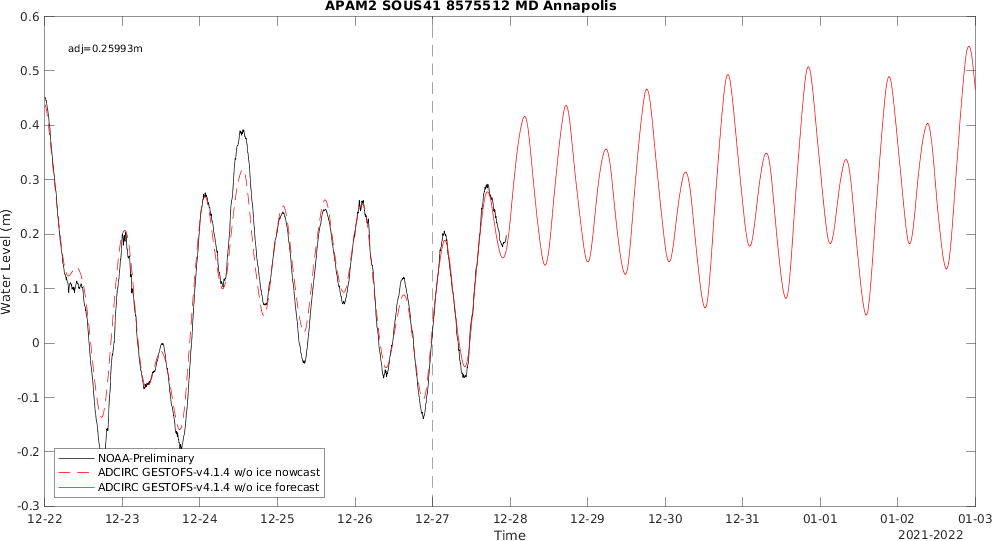 APAM2 SOUS41 8575512 MD Annapolis
adj=0.25993m
Water Level (m)
0.6
0.5
0.4
0.3
0.2
0.1
0
-0.1
-0.2
-0.3
NOAA-Preliminary
ADCIRC GESTOFS-v4.1.4 w/o ice nowcast
ADCIRC GESTOFS-v4.1.4 w/o ice forecast
12-22 12-23 12-24 12-25 12-26 12-27 12-28 12-29 12-30 12-31 01-01 01-02 01-03
Time
2021-2022